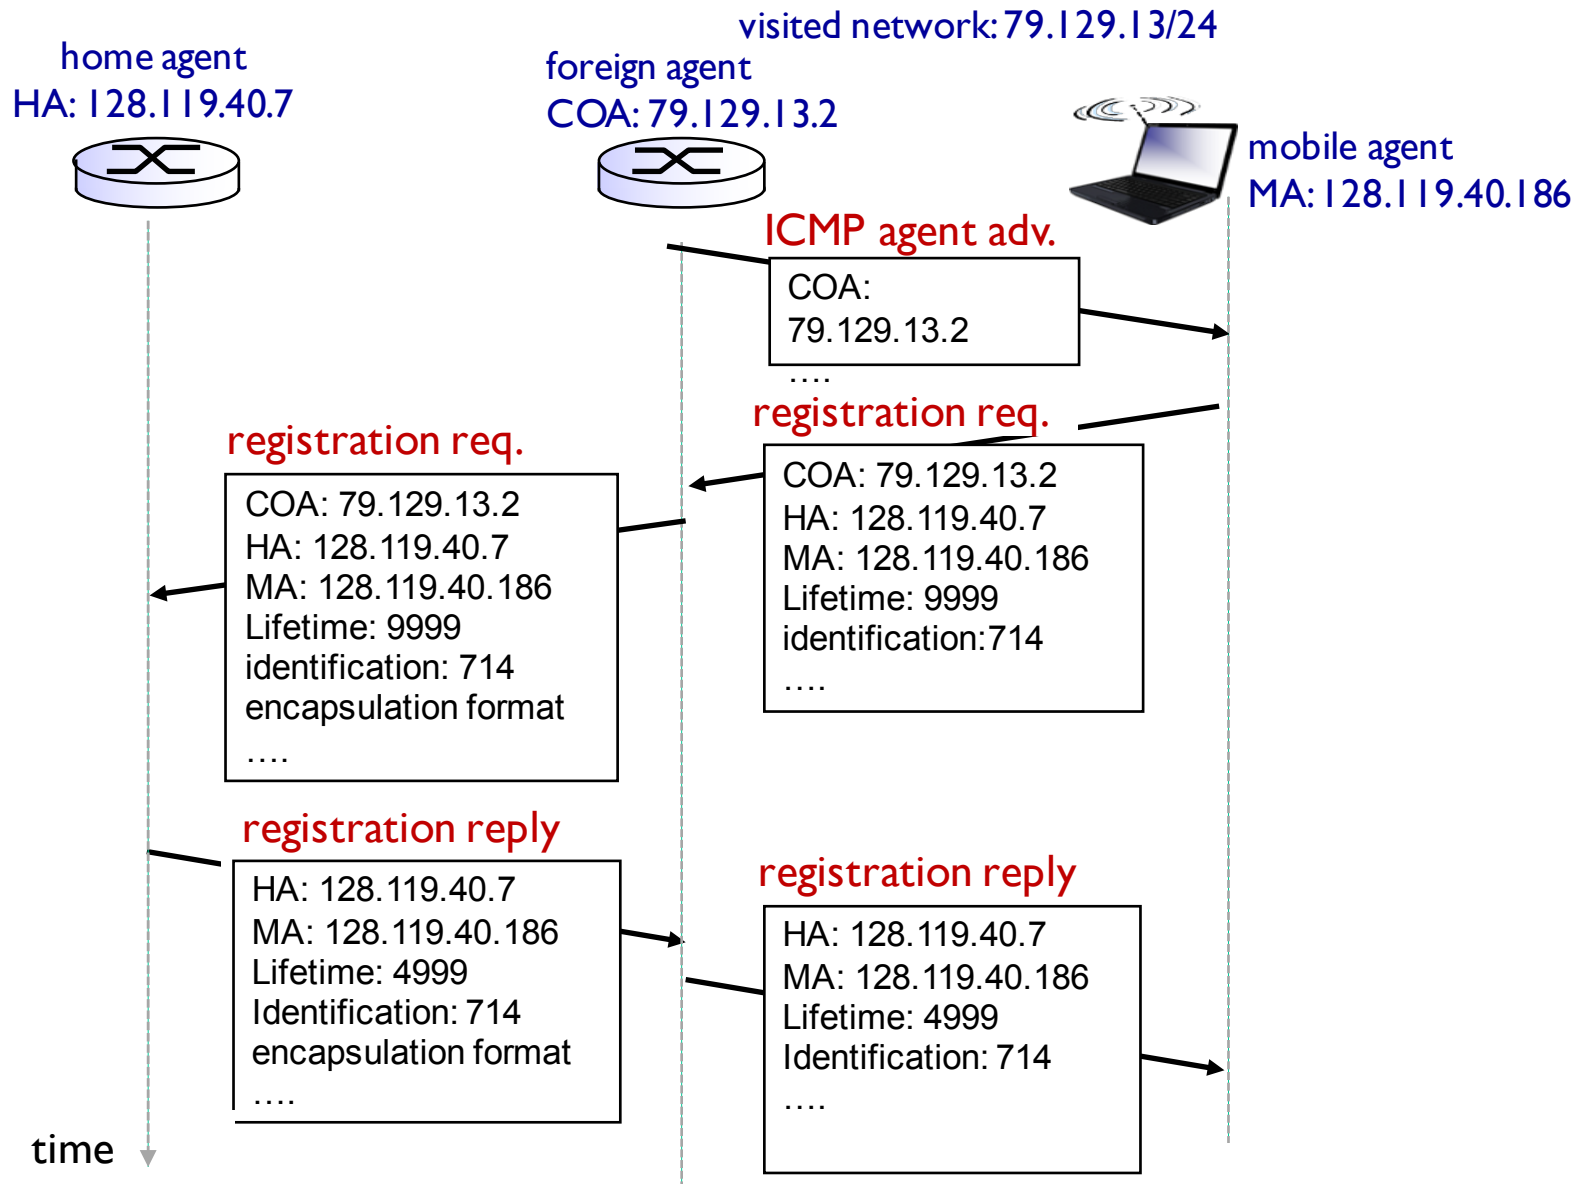 visited network: 79.129.13/24
home agent
HA: 128.119.40.7
foreign agent
COA: 79.129.13.2
mobile agent
MA: 128.119.40.186
ICMP agent adv.
COA:
79.129.13.2
….
registration req.
COA: 79.129.13.2
HA: 128.119.40.7
MA: 128.119.40.186
Lifetime: 9999
identification:714
….
registration req.
COA: 79.129.13.2
HA: 128.119.40.7
MA: 128.119.40.186
Lifetime: 9999
identification: 714
encapsulation format
….
registration reply
HA: 128.119.40.7
MA: 128.119.40.186
Lifetime: 4999
Identification: 714
encapsulation format
….
registration reply
HA: 128.119.40.7
MA: 128.119.40.186
Lifetime: 4999
Identification: 714
….
time